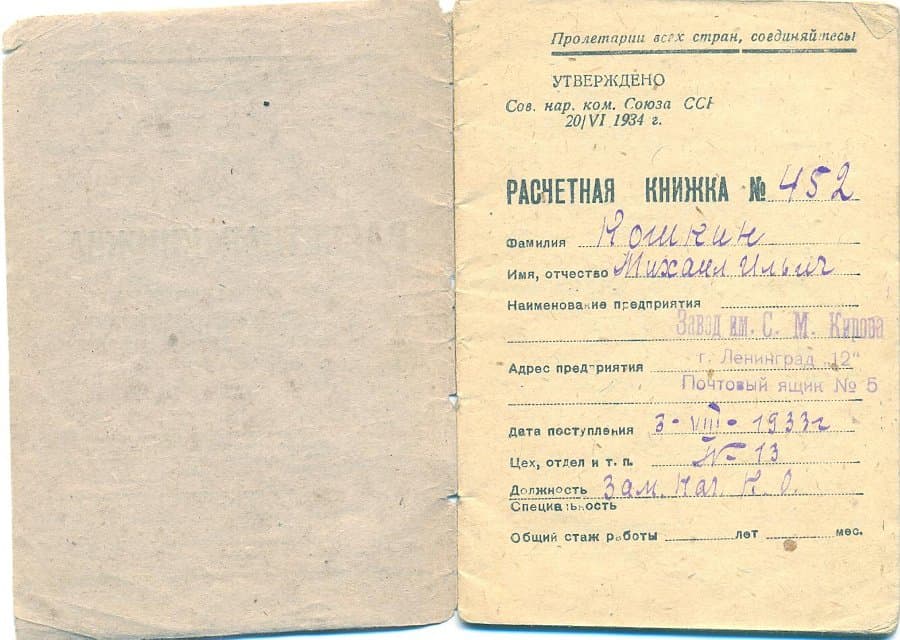 Пролетарии всех стран, соединяйтесь!
УТВЕРЖДЕНО
Сов. нар. ком. Союза ССР
20/VI 1934 г.
РАСЧЕТНАЯ КНИЖКА № 452
Фамилия Кошкин
Имя, отчество Михаил Ильич
Наименование предприятия
Завод им. С. М. Кирова
г. Ленинград „12"
Адрес предприятия
Почтовый ящик № 5
Дата поступления 3-VIII-1933г
Цех, отдел и т. п. № 13
Должность Зам. Нач. К. О.
Специальность
Общий стаж работы лет мес.